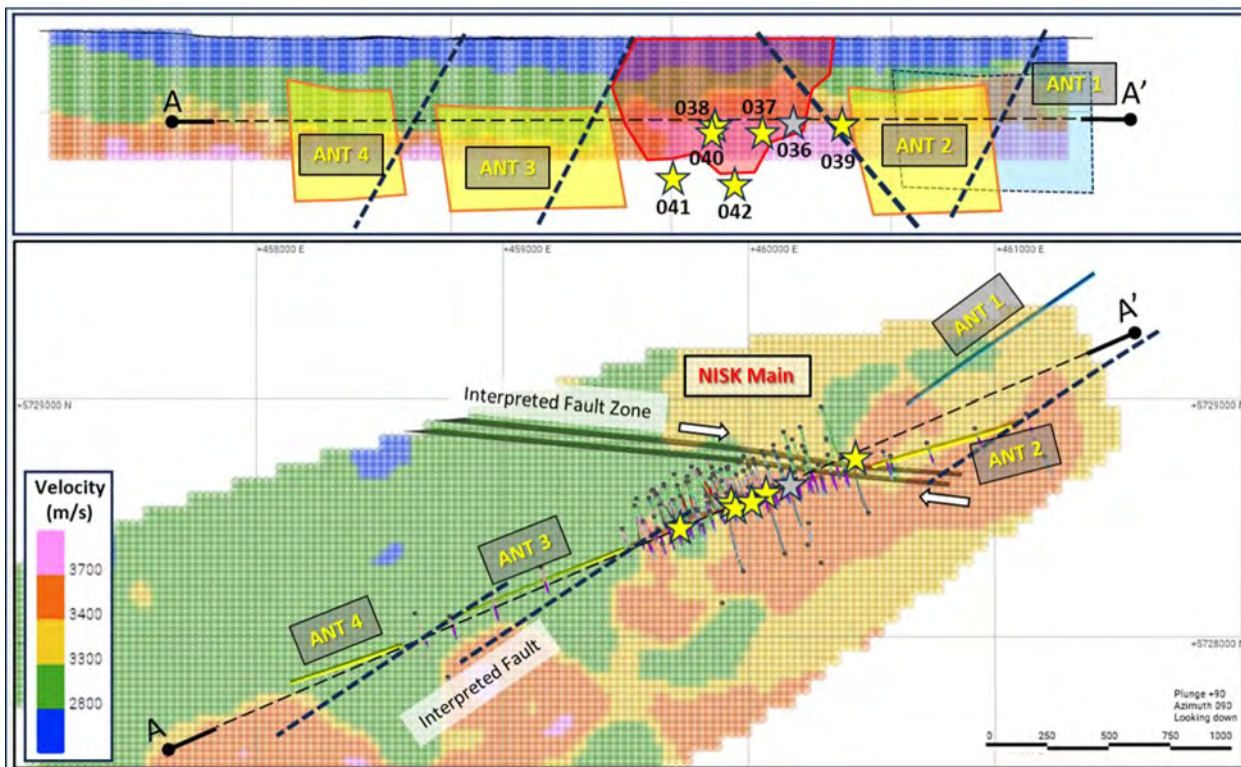 A
A'
ANT 1
038
037
040
036
039
041
042
ANT 4
ANT 3
ANT 2
+458000 E
+459000 E
+460000 E
+461000 E
A'
ANT 1
NISK Main
Interpreted Fault Zone
+5729000 N
+5729000 N
ANT 2
Velocity
(m/s)
3700
3400
3300
2800
ANT 3
ANT 4
Interpreted Fault
+5728000 N
A
Plunge +90
Azimuth 090
Looking down
0 250 500 750 1000